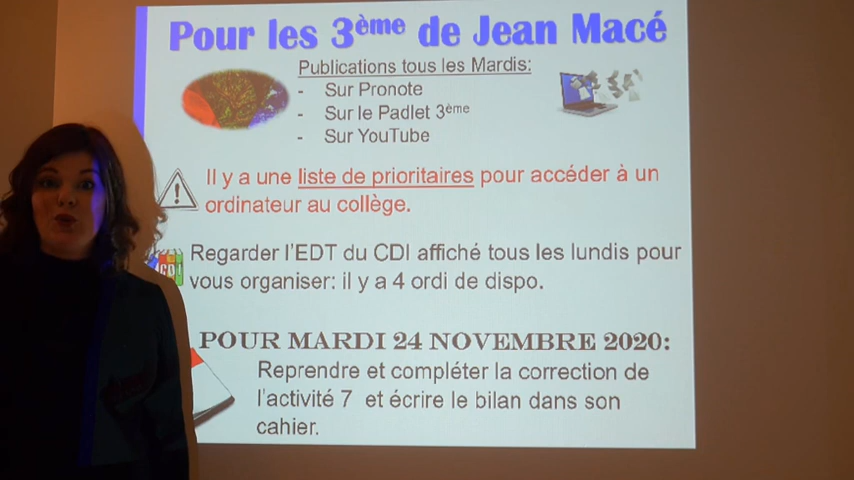 Pour les 3ème de Jean Macé
Publications tous les Mardis:
- Sur Pronote
- Sur le Padlet 3ème
- Sur YouTube
Il y a une liste de prioritaires pour accéder à un
ordinateur au collège.
CDI
Regarder l'EDT du CDI affiché tous les lundis pour
vous organiser: il y a 4 ordi de dispo.
POUR MARDI 24 NOVEMBRE 2020:
Reprendre et compléter la correction de
l'activité 7 et écrire le bilan dans son
cahier.